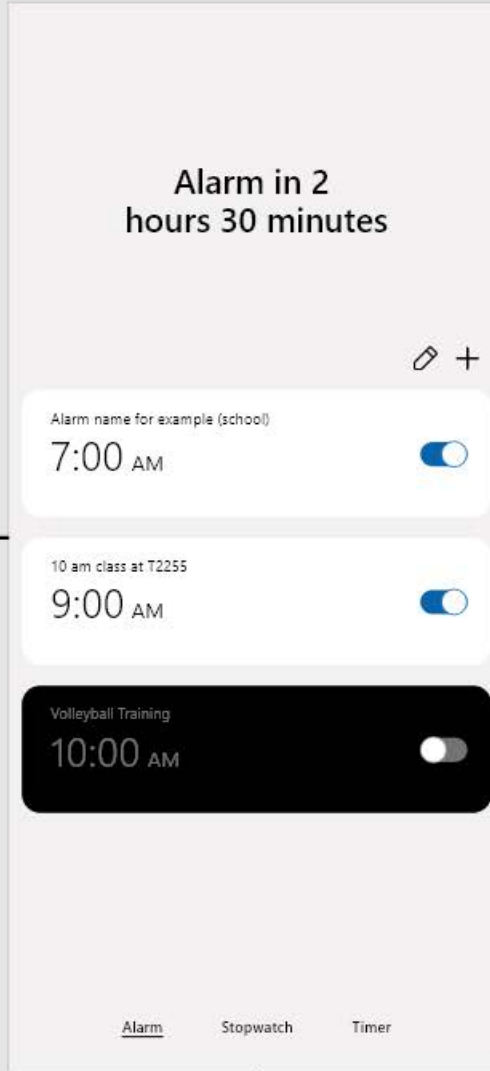 Alarm in 2
hours 30 minutes
Alarm name for example (school)
7:00 AM
10 am class at T2255
9:00 AM
Volleyball Training
10:00 AM
Alarm Stopwatch Timer